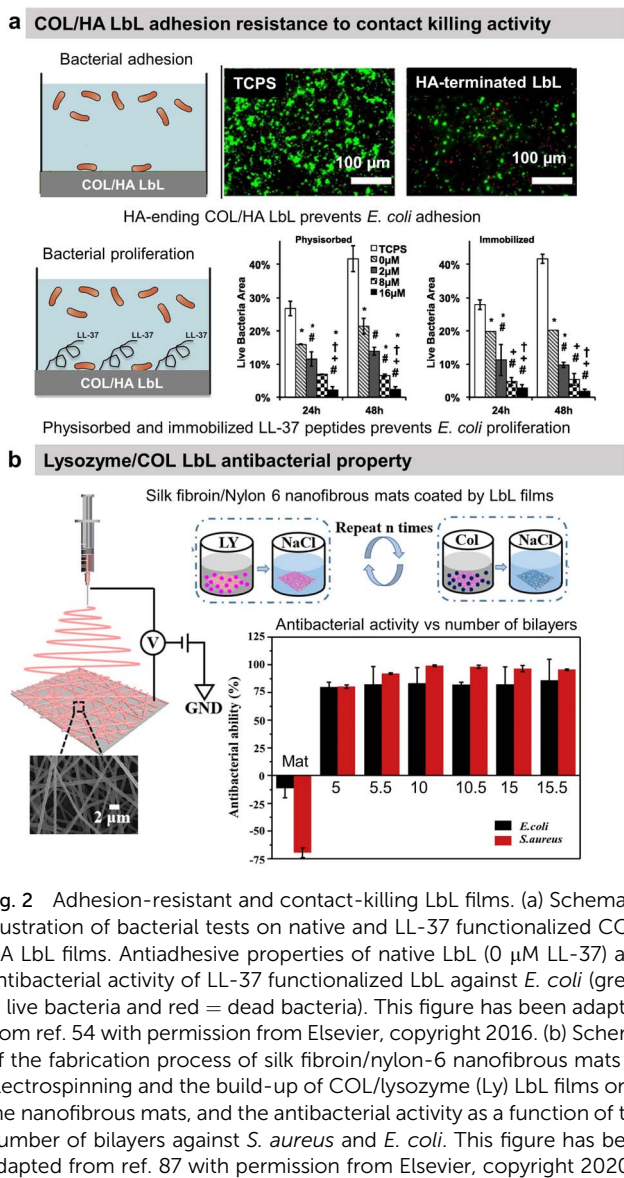 a COL/HA LbL adhesion resistance to contact killing activity
Bacterial adhesion
COL/HA LbL
TCPS
100 µm
HA-terminated LbL
100 µm
HA-ending COL/HA LbL prevents E. coli adhesion
Bacterial proliferation
LL-37 LL-37 LL-37
COL/HA LbL
Physisorbed
Live Bacteria Area
40%
30%
20%
10%
0%
24h 48h
* * # * † + # * # * # * † + #
TCPS
0µM
2µM
8µM
16µM
Immobilized
Live Bacteria Area
40%
30%
20%
10%
0%
24h 48h
* * # + # † + # * * # + # † + #
Physisorbed and immobilized LL-37 peptides prevents E. coli proliferation
b Lysozyme/COL LbL antibacterial property
Silk fibroin/Nylon 6 nanofibrous mats coated by LbL films
LY NaCl
Repeat n times
Col NaCl
V
GND
2 µm
Antibacterial activity vs number of bilayers
Antibacterial ability (%)
125
100
75
50
25
0
-25
-50
-75
Mat
5 5.5 10 10.5 15 15.5
E.coli
S.aureus
g. 2 Adhesion-resistant and contact-killing LbL films. (a) Schema
ustration of bacterial tests on native and LL-37 functionalized CO
A LbL films. Antiadhesive properties of native LbL (0 µM LL-37) a
ntibacterial activity of LL-37 functionalized LbL against E. coli (gre
live bacteria and red = dead bacteria). This figure has been adapt
om ref. 54 with permission from Elsevier, copyright 2016. (b) Scher
f the fabrication process of silk fibroin/nylon-6 nanofibrous mats
lectrospinning and the build-up of COL/lysozyme (Ly) LbL films or
ne nanofibrous mats, and the antibacterial activity as a function of t
umber of bilayers against S. aureus and E. coli. This figure has be
dapted from ref. 87 with permission from Elsevier, copyright 2020